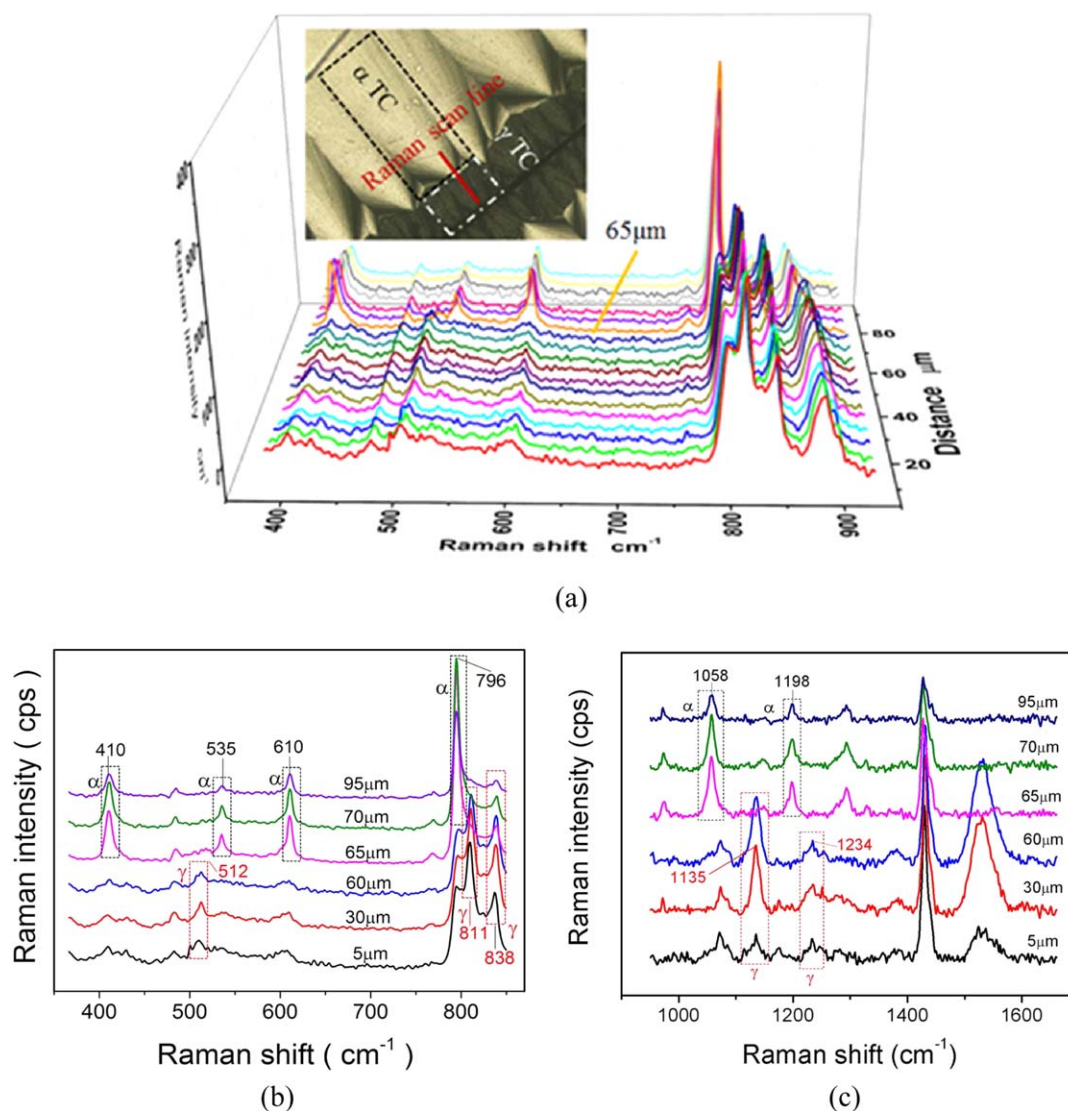 α TC
Raman scan line
γ TC
65μm
80
60
40
20
Distance μm
400
500
600
700
800
900
Raman shift cm⁻¹
(a)
Raman intensity ( cps)
α
796
410
535
610
α
α
α
95μm
70μm
65μm
γ
512
60μm
30μm
5μm
γ
811
838
γ
400
500
600
700
800
Raman shift ( cm⁻¹)
(b)
Raman intensity (cps)
1058
1198
α
α
95μm
70μm
65μm
1234
60μm
1135
30μm
5μm
γ
γ
1000
1200
1400
1600
Raman shift (cm⁻¹)
(c)